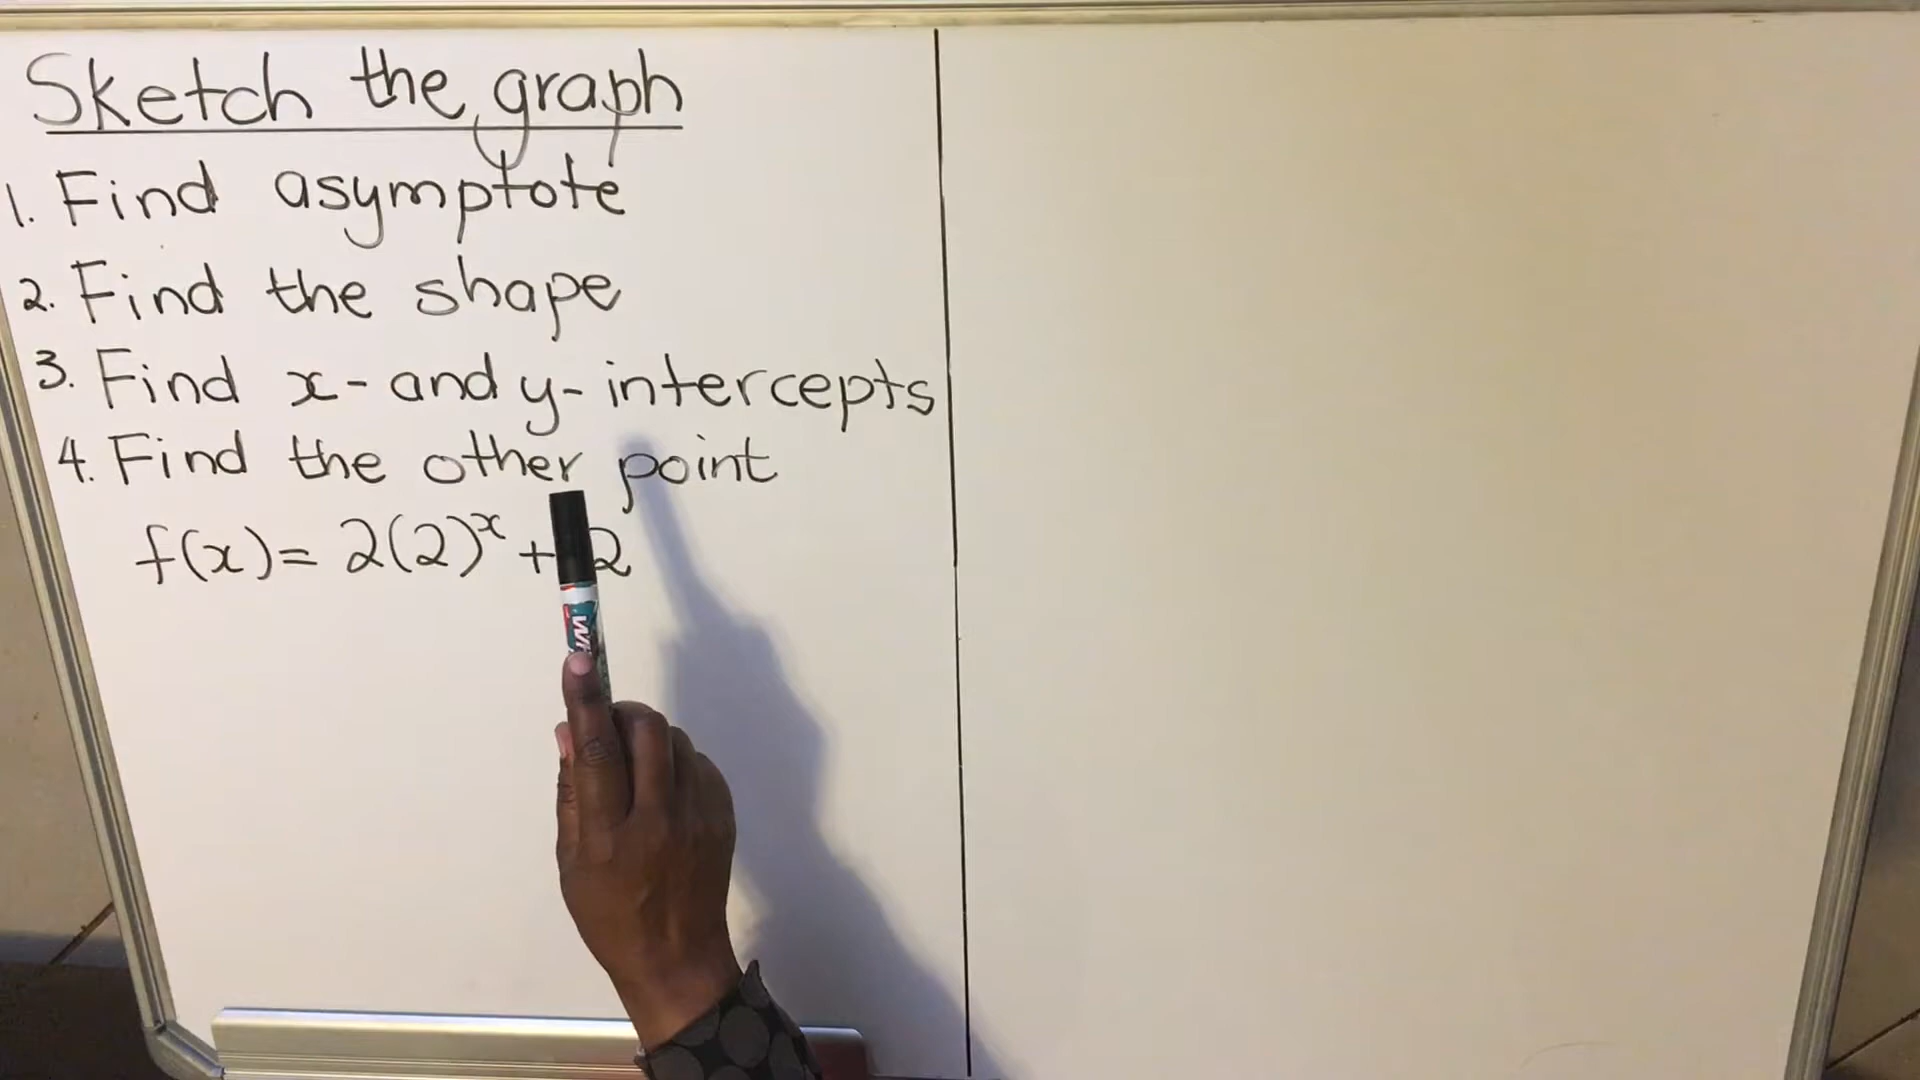 Sketch the graph
1. Find asymptote
2. Find the shape
3. Find x- and y-intercepts
4. Find the other point
f(x)= 2(2)ˣ + 2